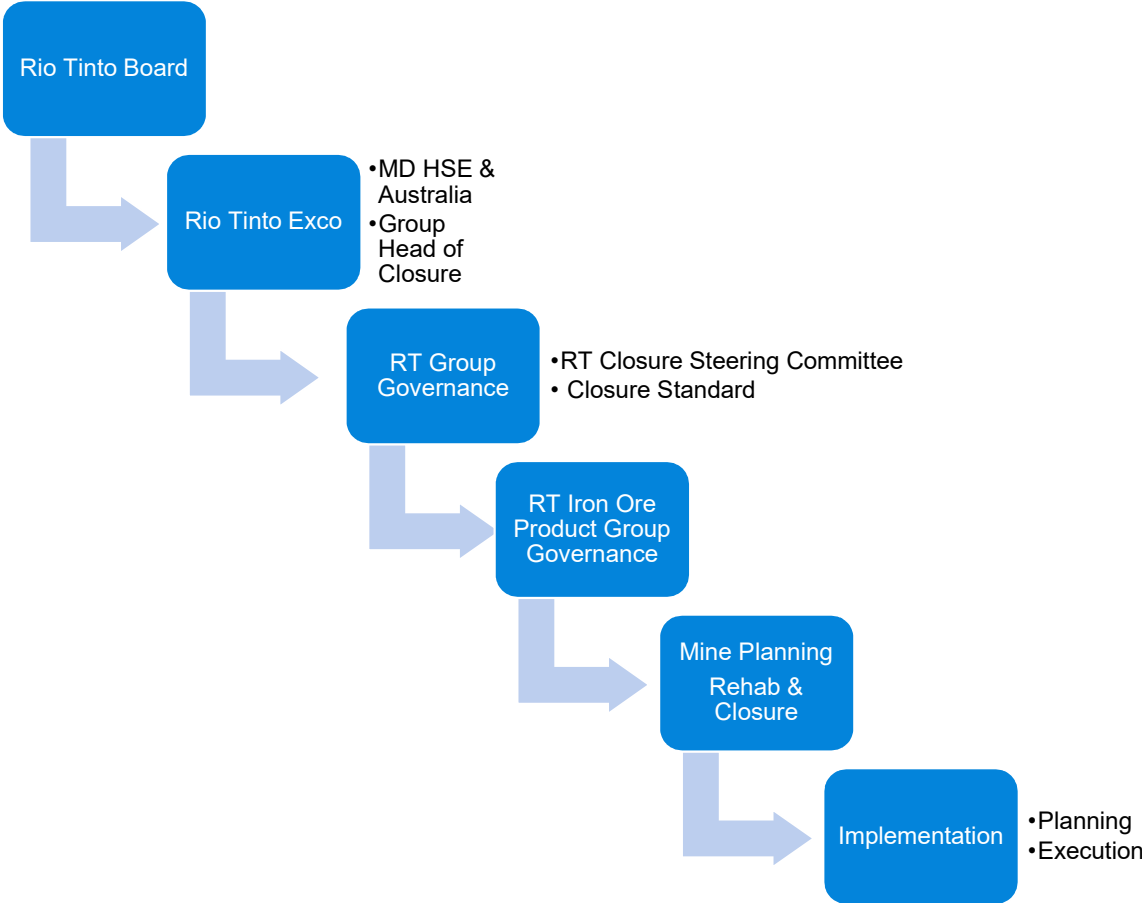 Rio Tinto Board
Rio Tinto Exco
•MD HSE &
Australia
•Group
Head of
Closure
RT Group
Governance
•RT Closure Steering Committee
• Closure Standard
RT Iron Ore
Product Group
Governance
Mine Planning
Rehab &
Closure
Implementation
•Planning
•Execution